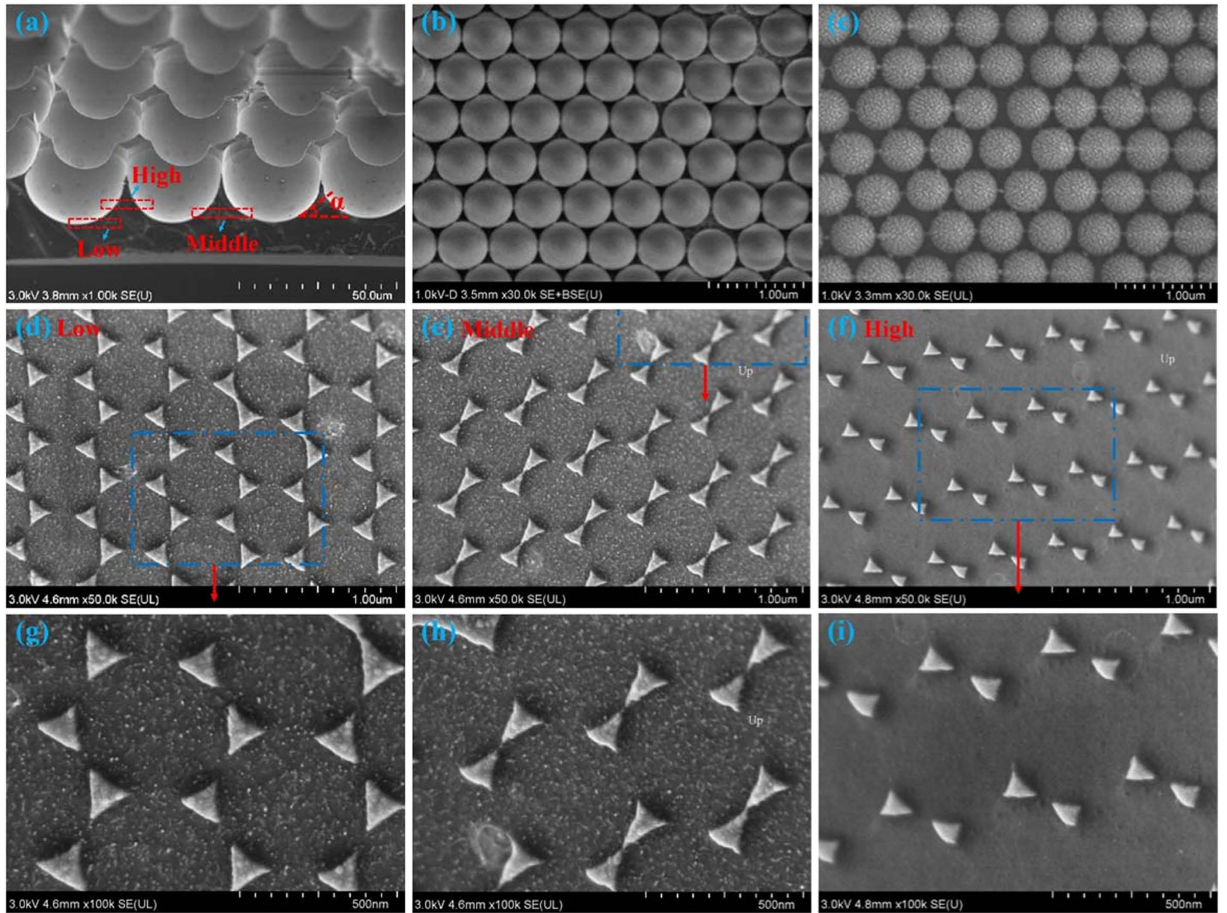 (a)
High
Low
Middle
α
3.0kV 3.8mm x1.00k SE(U)
50.0um
(b)
1.0kV-D 3.5mm x30.0k SE+BSE(U)
1.00um
(c)
1.0kV 3.3mm x30.0k SE(UL)
1.00um
(d) Low
3.0kV 4.6mm x50.0k SE(UL)
1.00um
(e) Middle
Up
3.0kV 4.6mm x50.0k SE(UL)
1.00um
(f) High
Up
3.0kV 4.8mm x50.0k SE(U)
1.00um
(g)
3.0kV 4.6mm x100k SE(UL)
500nm
(h)
Up
3.0kV 4.6mm x100k SE(UL)
500nm
(i)
3.0kV 4.8mm x100k SE(U)
500nm